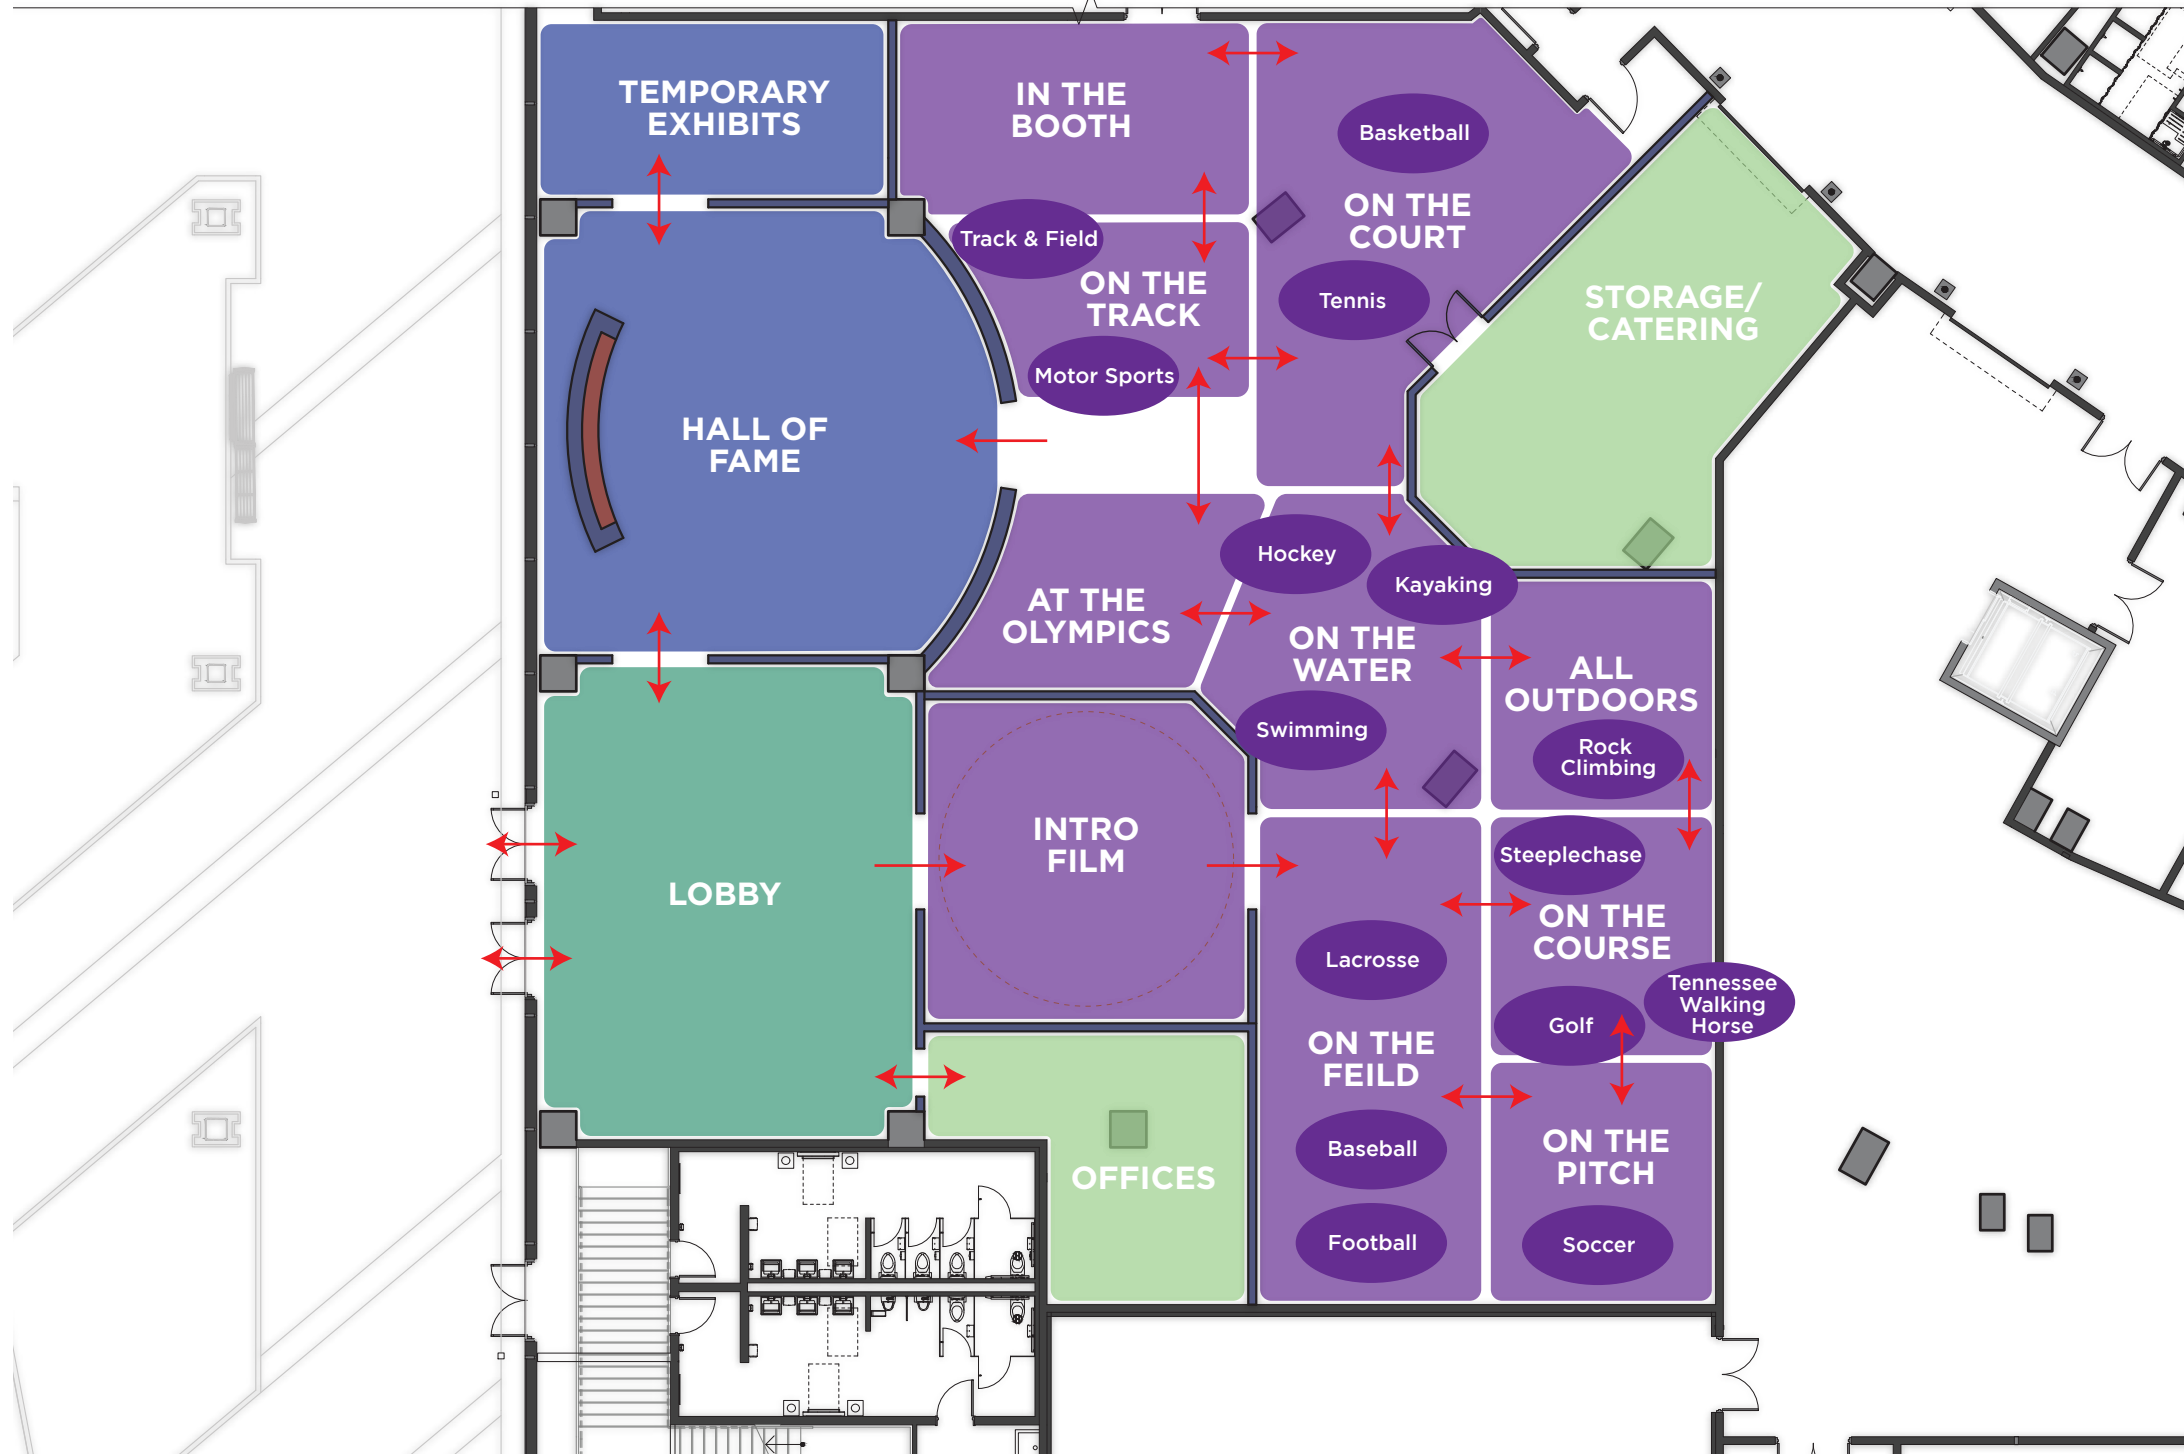 TEMPORARY
EXHIBITS
IN THE
BOOTH
Basketball
ON THE
COURT
Track & Field
ON THE
TRACK
Tennis
Motor Sports
STORAGE/
CATERING
HALL OF
FAME
Hockey
Kayaking
AT THE
OLYMPICS
ON THE
WATER
ALL
OUTDOORS
Swimming
Rock
Climbing
INTRO
FILM
LOBBY
Steeplechase
ON THE
COURSE
Lacrosse
Tennessee
Walking
Horse
Golf
ON THE
FEILD
Baseball
ON THE
PITCH
OFFICES
Football
Soccer